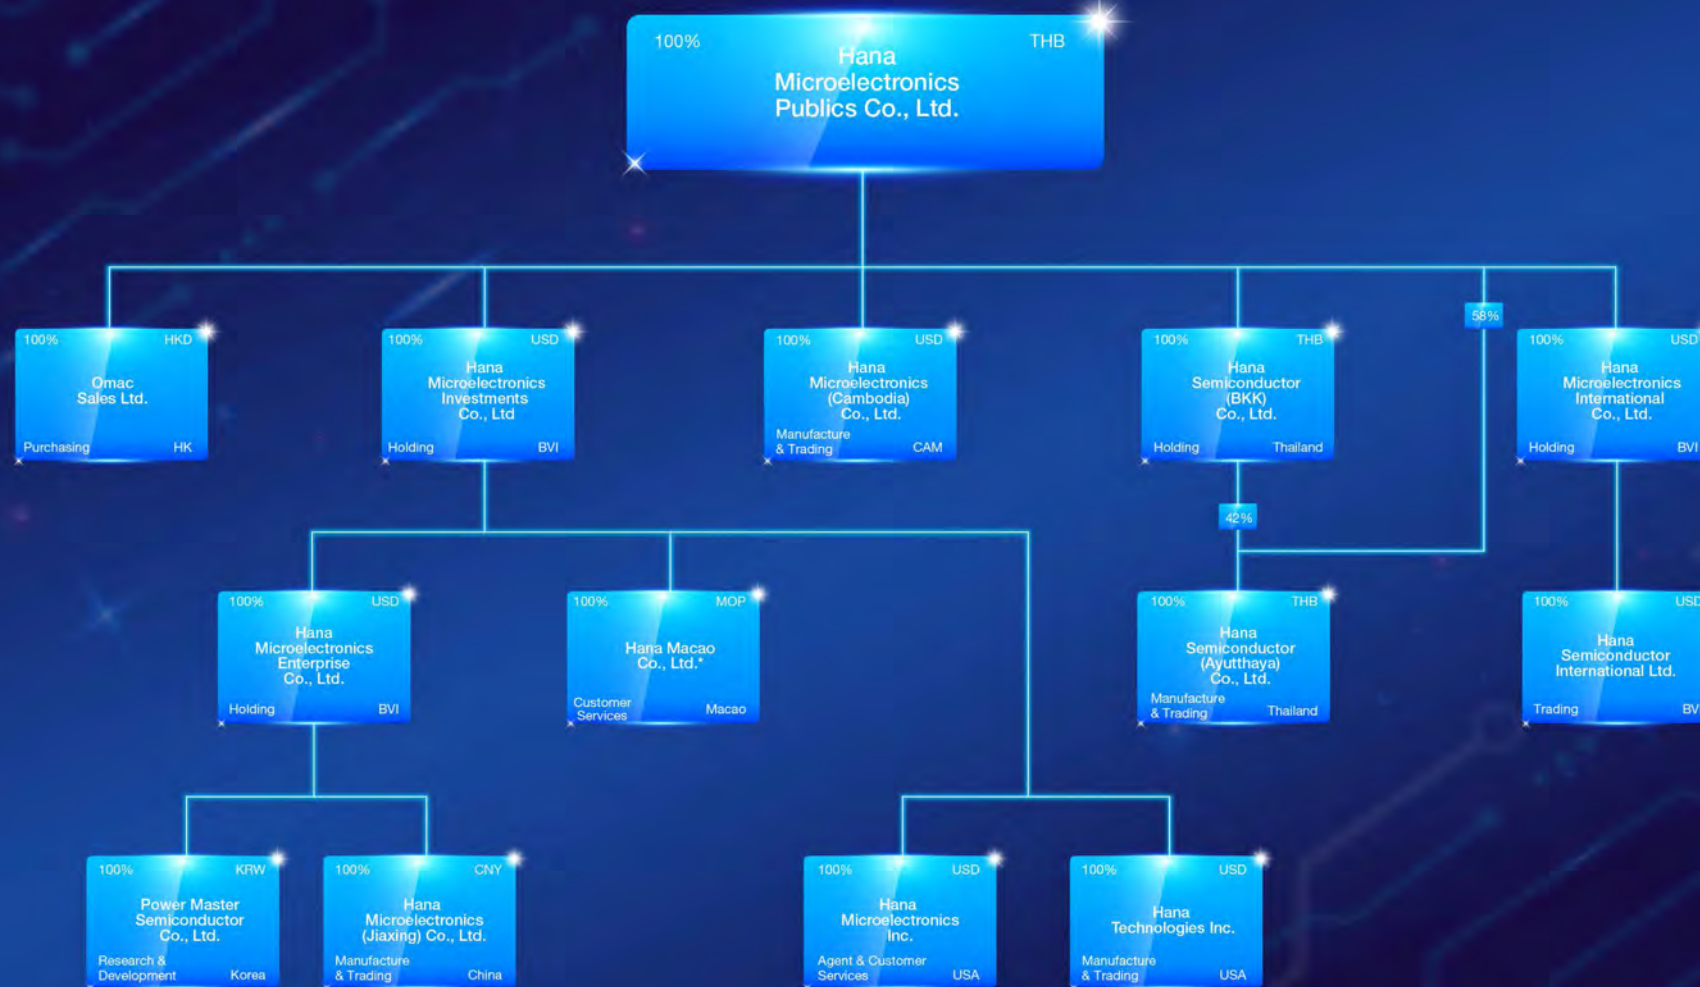 100% THB
Hana
Microelectronics
Publics Co., Ltd.
58%
100% HKD
Omac
Sales Ltd.
Purchasing HK
100% USD
Hana
Microelectronics
Investments
Co., Ltd
Holding BVI
100% USD
Hana
Microelectronics
(Cambodia)
Co., Ltd.
Manufacture
& Trading CAM
100% THB
Hana
Semiconductor
(BKK)
Co., Ltd.
Holding Thailand
100% USD
Hana
Microelectronics
International
Co., Ltd.
Holding BVI
42%
100% USD
Hana
Microelectronics
Enterprise
Co., Ltd.
Holding BVI
100% MOP
Hana Macao
Co., Ltd.*
Customer
Services Macao
100% THB
Hana
Semiconductor
(Ayutthaya)
Co., Ltd.
Manufacture
& Trading Thailand
100% USD
Hana
Semiconductor
International Ltd.
Trading BV
100% KRW
Power Master
Semiconductor
Co., Ltd.
Research &
Development Korea
100% CNY
Hana
Microelectronics
(Jiaxing) Co., Ltd.
Manufacture
& Trading China
100% USD
Hana
Microelectronics
Inc.
Agent & Customer
Services USA
100% USD
Hana
Technologies Inc.
Manufacture
& Trading USA